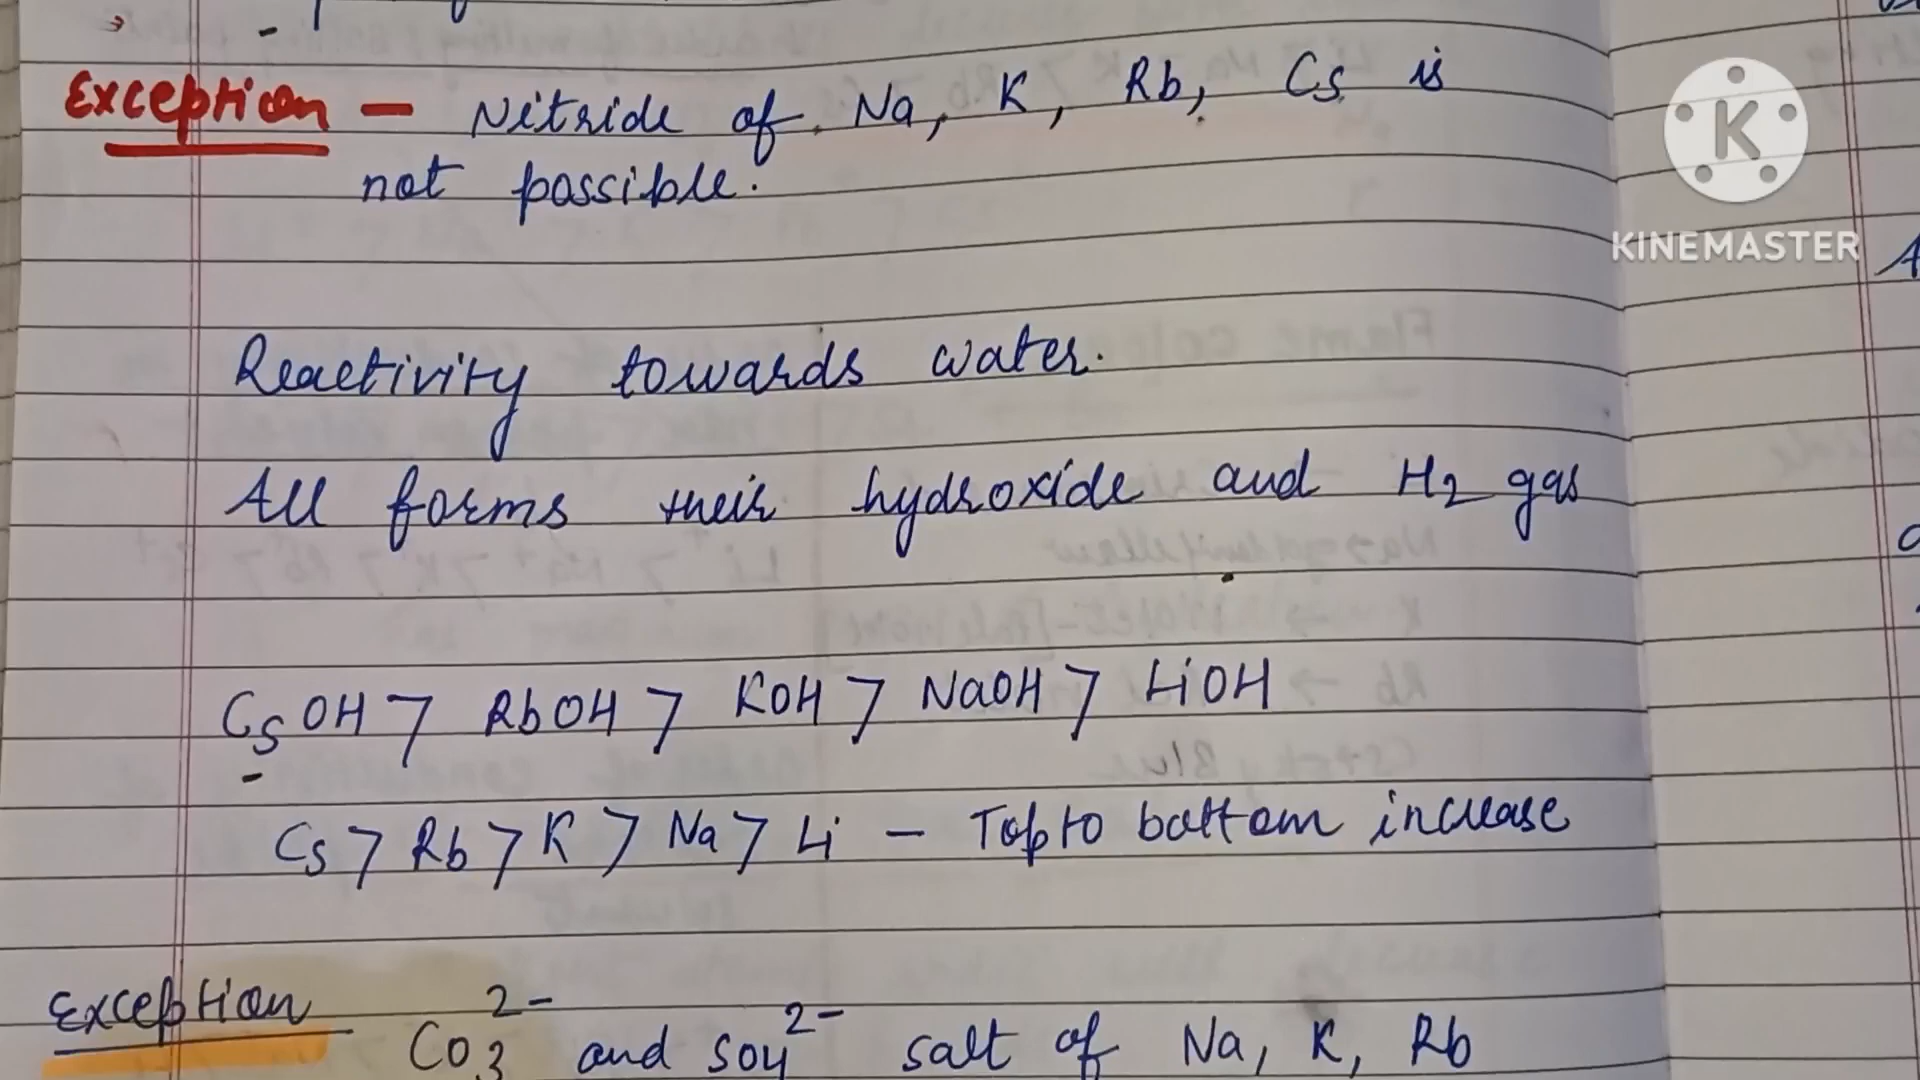 Exception - Nitride of Na, K, Rb, Cs is
not possible.
K
KINEMASTER
Reactivity towards water.
All forms their hydroxide and H2 gas
CsOH > RbOH > KOH > NaOH > LiOH
Cs > Rb > K > Na > Li - Top to bottom increase
Exception CO3 2- and SO4 2- salt of Na, K, Rb